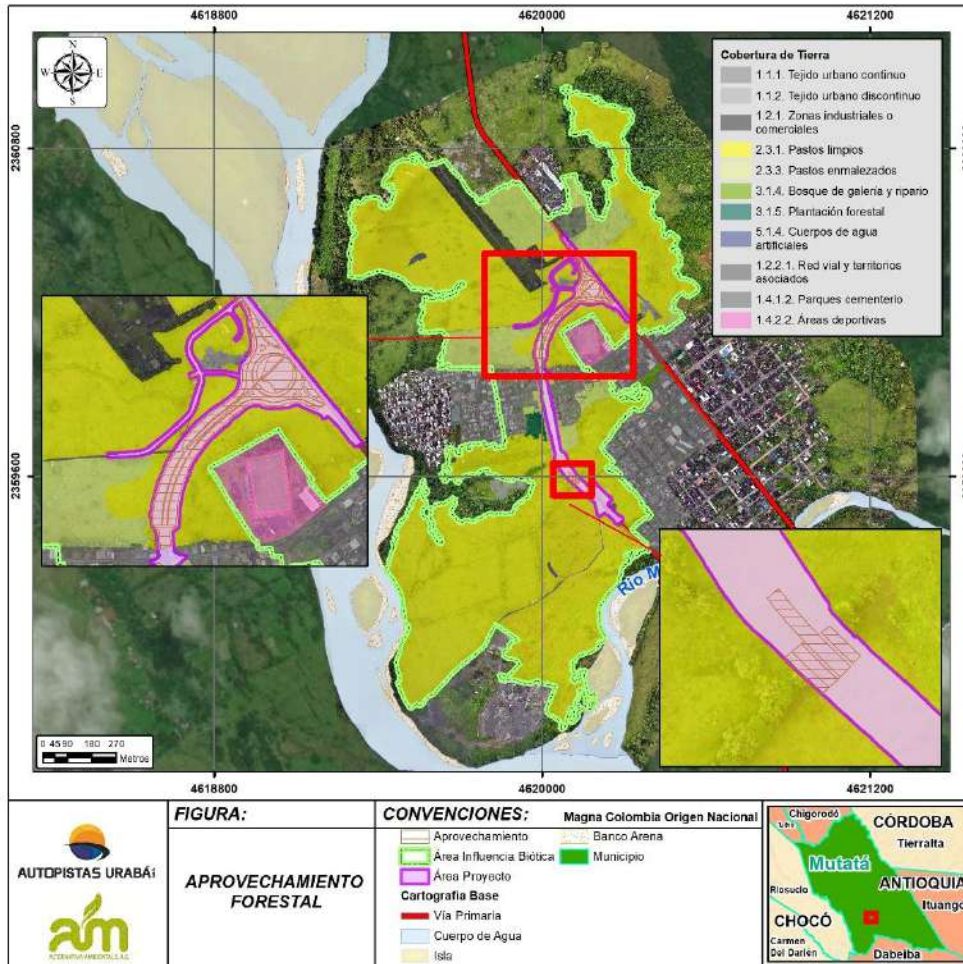 4618800
4620000
4621200
N
W
E
S
2360800
2359600
Cobertura de Tierra
1.1.1. Tejido urbano continuo
1.1.2. Tejido urbano discontinuo
1.2.1. Zonas industriales o
comerciales
2.3.1. Pastos limpios
2.3.3. Pastos enmalezados
3.1.4. Bosque de galería y ripario
3.1.5. Plantación forestal
5.1.4. Cuerpos de agua
artificiales
1.2.2.1. Red vial y territorios
asociados
1.4.1.2. Parques cementerio
1.4.2.2. Áreas deportivas
Río M
0 45 90 180 270
Metros
4618800
4620000
4621200
AUTOPISTAS URABÁ
FIGURA:
APROVECHAMIENTO
FORESTAL
CONVENCIONES:
Magna Colombia Origen Nacional
Aprovechamiento
Área Influencia Biótica
Área Proyecto
Cartografía Base
Vía Primaria
Cuerpo de Agua
Isla
Banco Arena
Municipio
Chigorodó
CÓRDOBA
Tierralta
Mutatá
ANTIOQUIA
Riosucio
Ituango
CHOCÓ
Carmen
Del Darién
Dabeiba